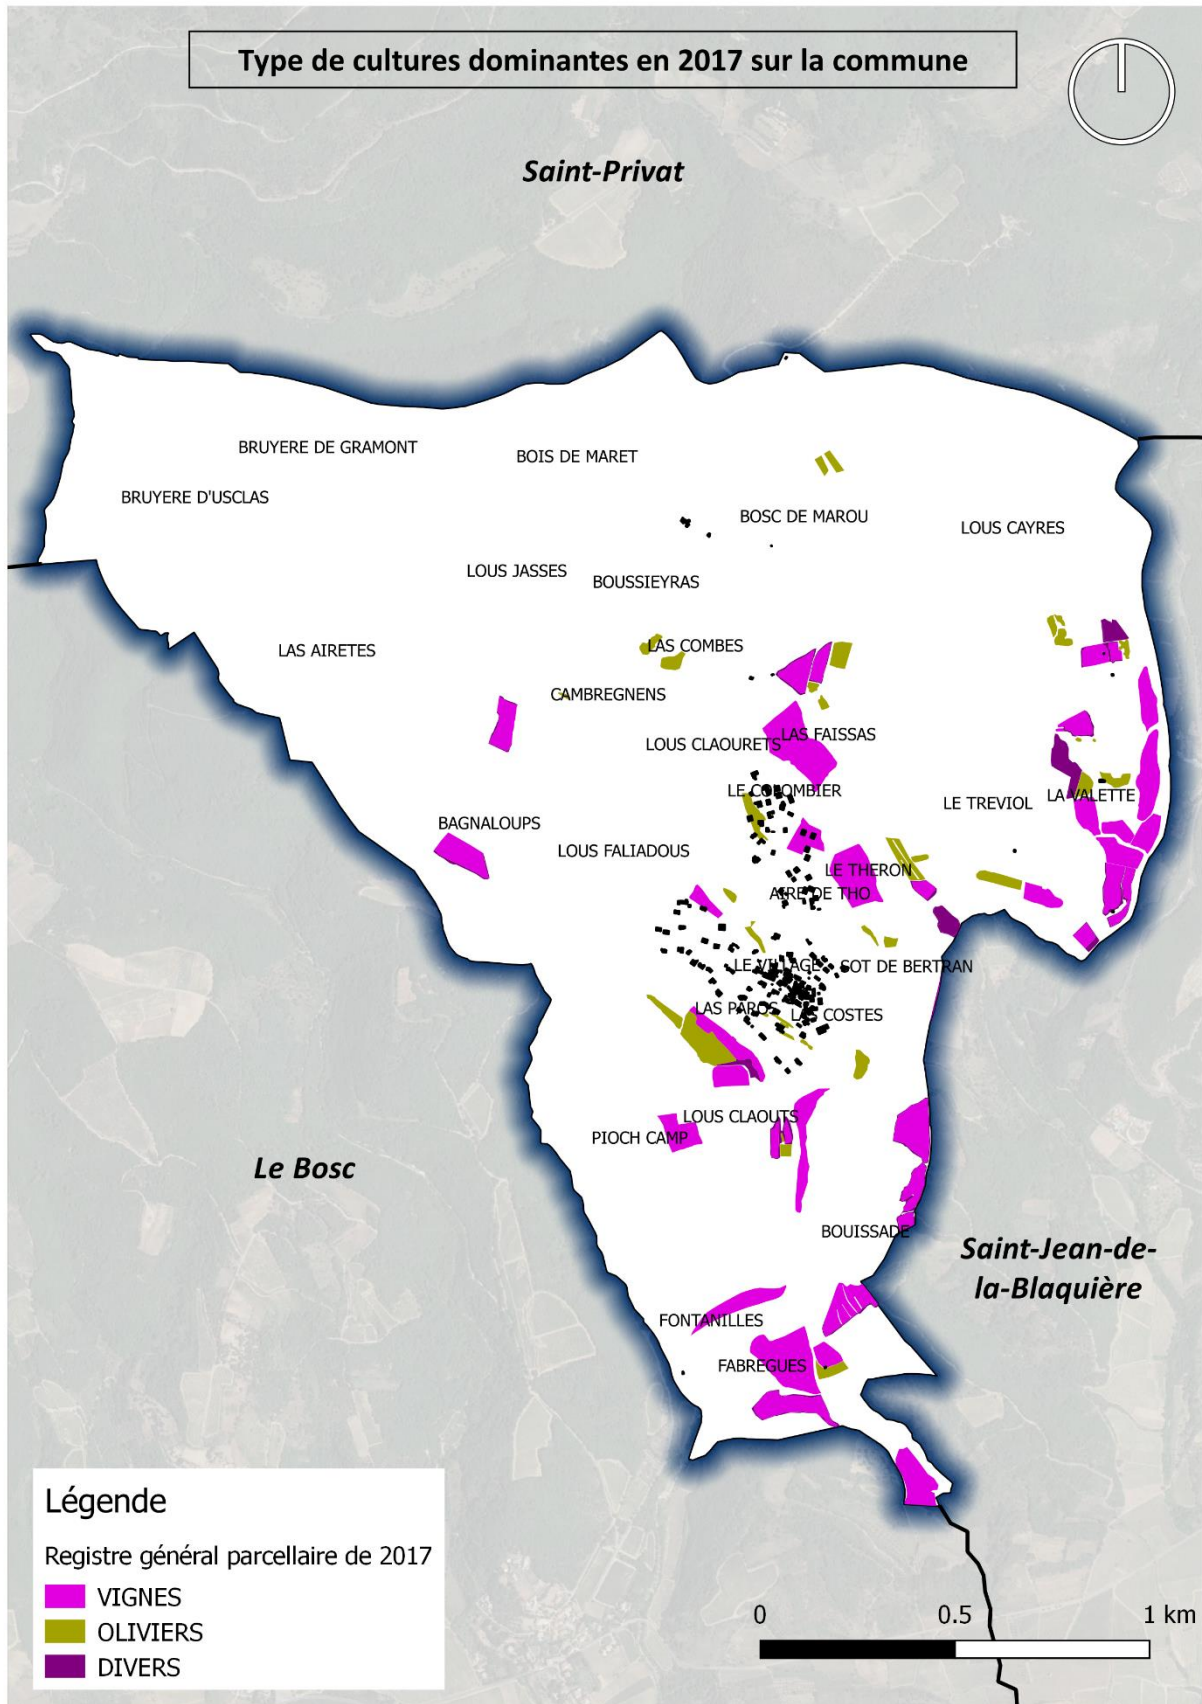 Type de cultures dominantes en 2017 sur la commune
Saint-Privat
BRUYERE DE GRAMONT
BOIS DE MARET
BRUYERE D'USCLAS
BOSC DE MAROU
LOUS CAYRES
LOUS JASSES
BOUSSIEYRAS
LAS AIRETES
LAS COMBES
CAMBREGNENS
LOUS CLAOURETS
LAS FAISSAS
LE COLOMBIER
LE TREVIOL
LA VALETTE
BAGNALOUPS
LOUS FALIADOUS
LE THERON
AIRE DE THO
LE VILLAGE
SOT DE BERTRAN
LAS PAROS
LAS COSTES
LOUS CLAOUTS
PIOCH CAMP
Le Bosc
BOUISSADE
Saint-Jean-de-
la-Blaquière
FONTANILLES
FABREGUES
Légende
Registre général parcellaire de 2017
VIGNES
OLIVIERS
DIVERS
0 0.5 1 km